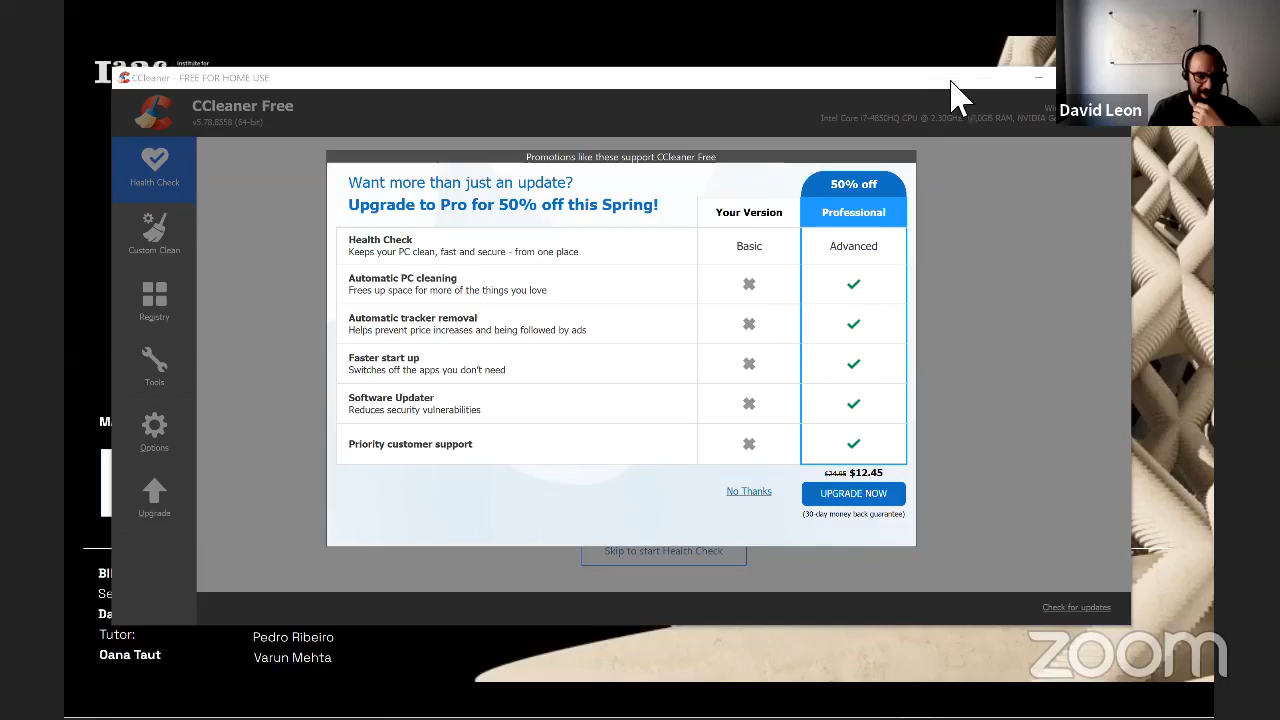 Iaac
Institute for
CCleaner - FREE FOR HOME USE
David Leon
CCleaner Free
v5.78.8558 (64-bit)
Intel Core i7-4850HQ CPU @ 2.30GHz, RAM, NVIDIA
Health Check
Custom Clean
Registry
Tools
Options
Upgrade
Promotions like these support CCleaner Free
Want more than just an update?
Upgrade to Pro for 50% off this Spring!
50% off
Your Version
Professional
Health Check
Keeps your PC clean, fast and secure - from one place
Basic
Advanced
Automatic PC cleaning
Frees up space for more of the things you love
Automatic tracker removal
Helps prevent price increases and being followed by ads
Faster start up
Switches off the apps you don't need
Software Updater
Reduces security vulnerabilities
Priority customer support
$24.95 $12.45
No Thanks
UPGRADE NOW
(30-day money back guarantee)
Skip to start Health Check
Check for updates
Tutor:
Oana Taut
Pedro Ribeiro
Varun Mehta
zoom